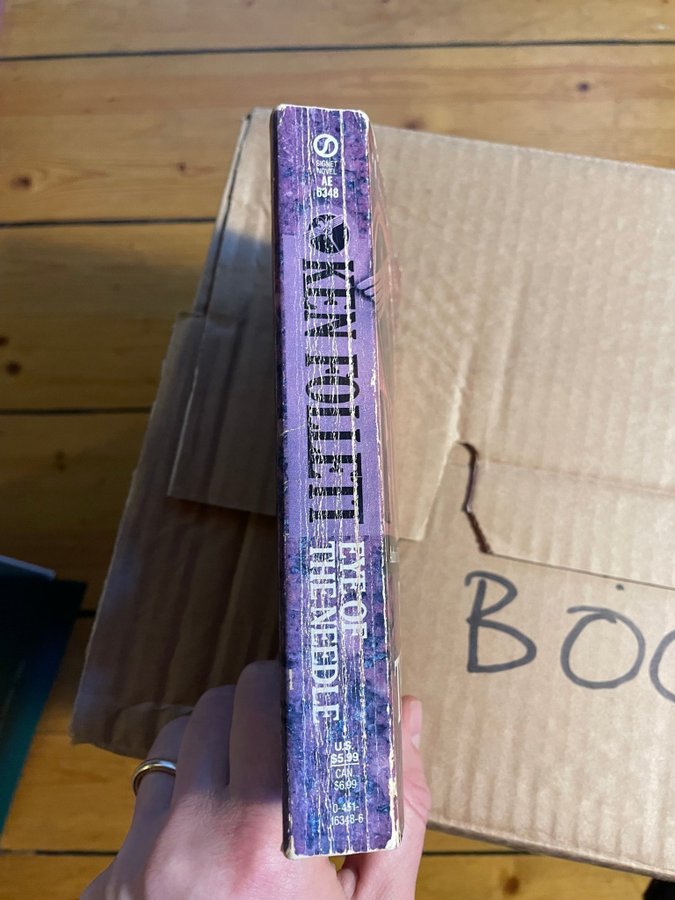 SIGNET
NOVEL
AE
6348
KEN FOLLETT
EYE OF
THE NEEDLE
U.S.
$5.99
CAN.
$6.99
0-451-
16348-6
BOO